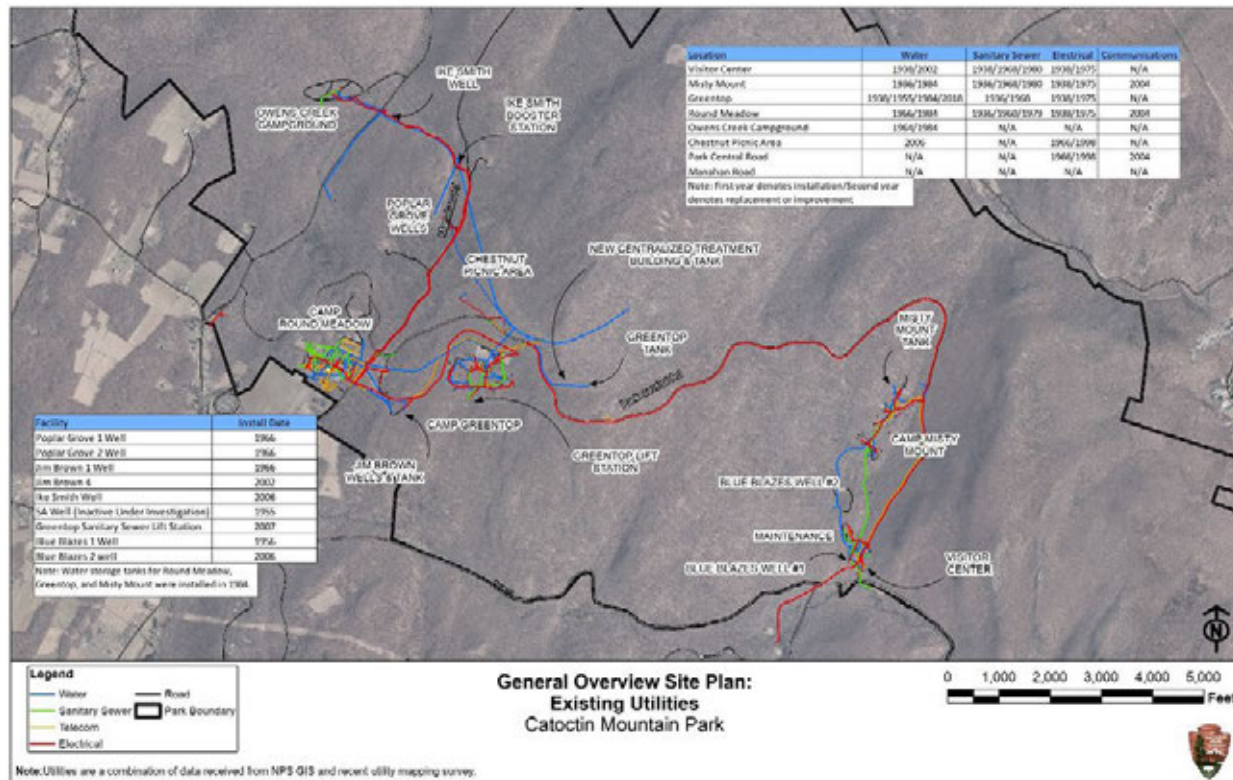 Location Water Sanitary Sewer Electrical Communications
Visitor Center 1938/2002 1938/1968/1980 1938/1975 N/A
Misty Mount 1936/1984 1936/1968/1980 1938/1975 2004
Greentop 1938/1955/1984/2018 1936/1968 1938/1975 N/A
Round Meadow 1966/1984 1936/1960/1979 1938/1975 2004
Owens Creek Campground 1964/1984 N/A N/A N/A
Chestnut Picnic Area 2006 N/A 1966/1998 N/A
Park Central Road N/A N/A 1966/1998 2004
Manahan Road N/A N/A N/A N/A
Note: First year denotes installation/Second year
denotes replacement or improvement.
IKE SMITH
WELL
OWENS CREEK
CAMPGROUND
IKE SMITH
BOOSTER
STATION
POPLAR
GROVE
WELLS
CHESTNUT
PICNIC AREA
NEW CENTRALIZED TREATMENT
BUILDING & TANK
CAMP
ROUND MEADOW
GREENTOP
TANK
MISTY
MOUNT
TANK
CAMP GREENTOP
JIM BROWN
WELLS & TANK
GREENTOP LIFT
STATION
CAMP MISTY
MOUNT
BLUE BLAZES WELL #2
MAINTENANCE
BLUE BLAZES WELL #1
VISITOR
CENTER
Facility Install Date
Poplar Grove 1 Well 1966
Poplar Grove 2 Well 1966
Jim Brown 1 Well 1966
Jim Brown 4 2002
Ike Smith Well 2006
SA Well (Inactive Under Investigation) 1955
Greentop Sanitary Sewer Lift Station 2007
Blue Blazes 1 Well 1956
Blue Blazes 2 well 2006
Note: Water storage tanks for Round Meadow,
Greentop, and Misty Mount were installed in 1984.
N
Legend
Water Road
Sanitary Sewer Park Boundary
Telecom
Electrical
General Overview Site Plan:
Existing Utilities
Catoctin Mountain Park
0 1,000 2,000 3,000 4,000 5,000
Feet
Note: Utilities are a combination of data received from NPS GIS and recent utility mapping survey.